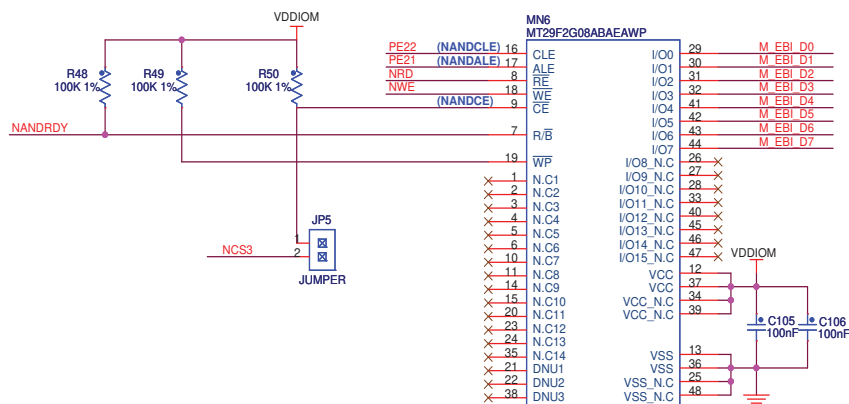 VDDIOM
MN6
MT29F2G08ABAEAWP
R48
100K 1%
R49
100K 1%
R50
100K 1%
PE22 (NANDCLE) 16 CLE
PE21 (NANDALE) 17 ALE
NRD 8 RE
NWE 18 WE
(NANDCE) 9 CE
NANDRDY 7 R/B
19 WP
1 N.C1
2 N.C2
3 N.C3
4 N.C4
5 N.C5
6 N.C6
10 N.C7
11 N.C8
14 N.C9
15 N.C10
20 N.C11
23 N.C12
24 N.C13
35 N.C14
21 DNU1
22 DNU2
38 DNU3
JP5
1
NCS3 2
JUMPER
I/O0 29 M_EBI_D0
I/O1 30 M_EBI_D1
I/O2 31 M_EBI_D2
I/O3 32 M_EBI_D3
I/O4 41 M_EBI_D4
I/O5 42 M_EBI_D5
I/O6 43 M_EBI_D6
I/O7 44 M_EBI_D7
I/O8_N.C 26
I/O9_N.C 27
I/O10_N.C 28
I/O11_N.C 33
I/O12_N.C 40
I/O13_N.C 45
I/O14_N.C 46
I/O15_N.C 47
VDDIOM
VCC 12
VCC 37
VCC_N.C 34
VCC_N.C 39
C105
100nF
C106
100nF
VSS 13
VSS 36
VSS_N.C 25
VSS_N.C 48